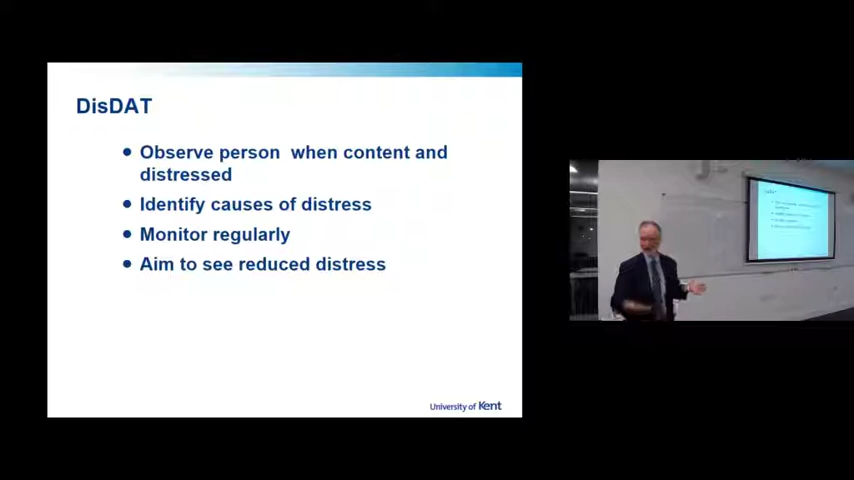 DisDAT
● Observe person when content and
distressed
● Identify causes of distress
● Monitor regularly
● Aim to see reduced distress
University of Kent